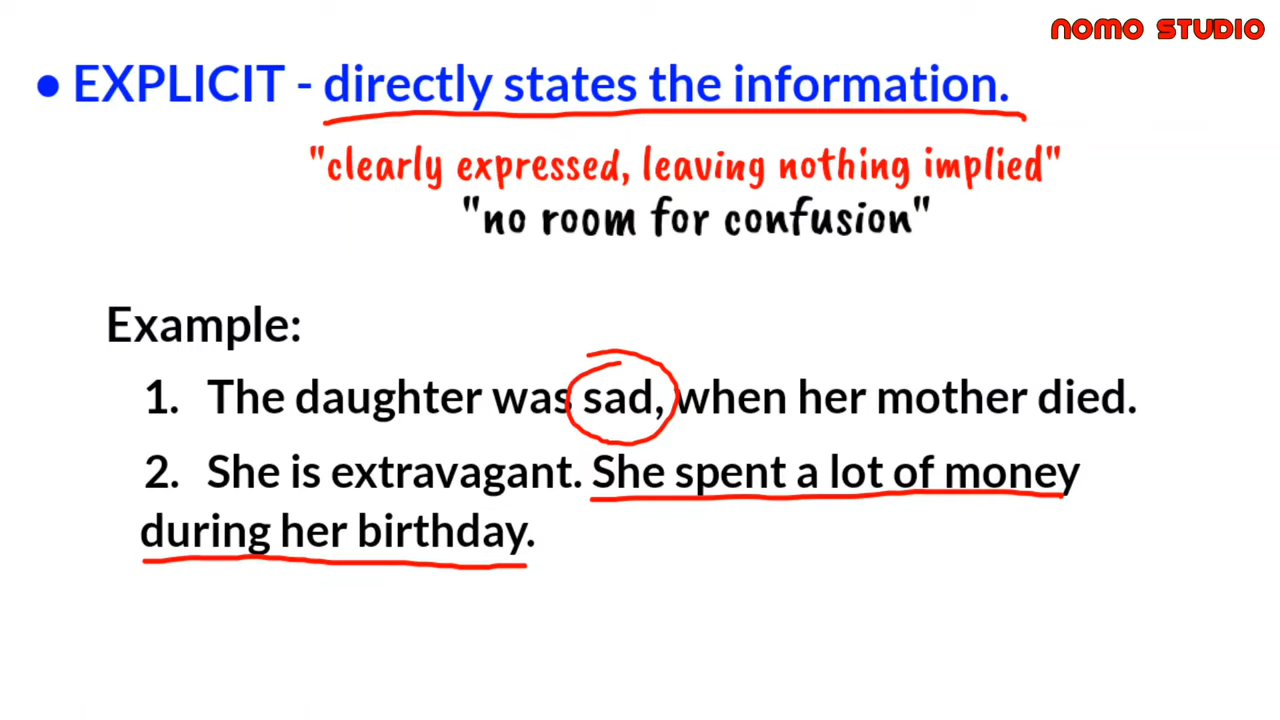 NOMO STUDIO
• EXPLICIT - directly states the information.
"clearly expressed, leaving nothing implied"
"no room for confusion"
Example:
1. The daughter was sad, when her mother died.
2. She is extravagant. She spent a lot of money
during her birthday.